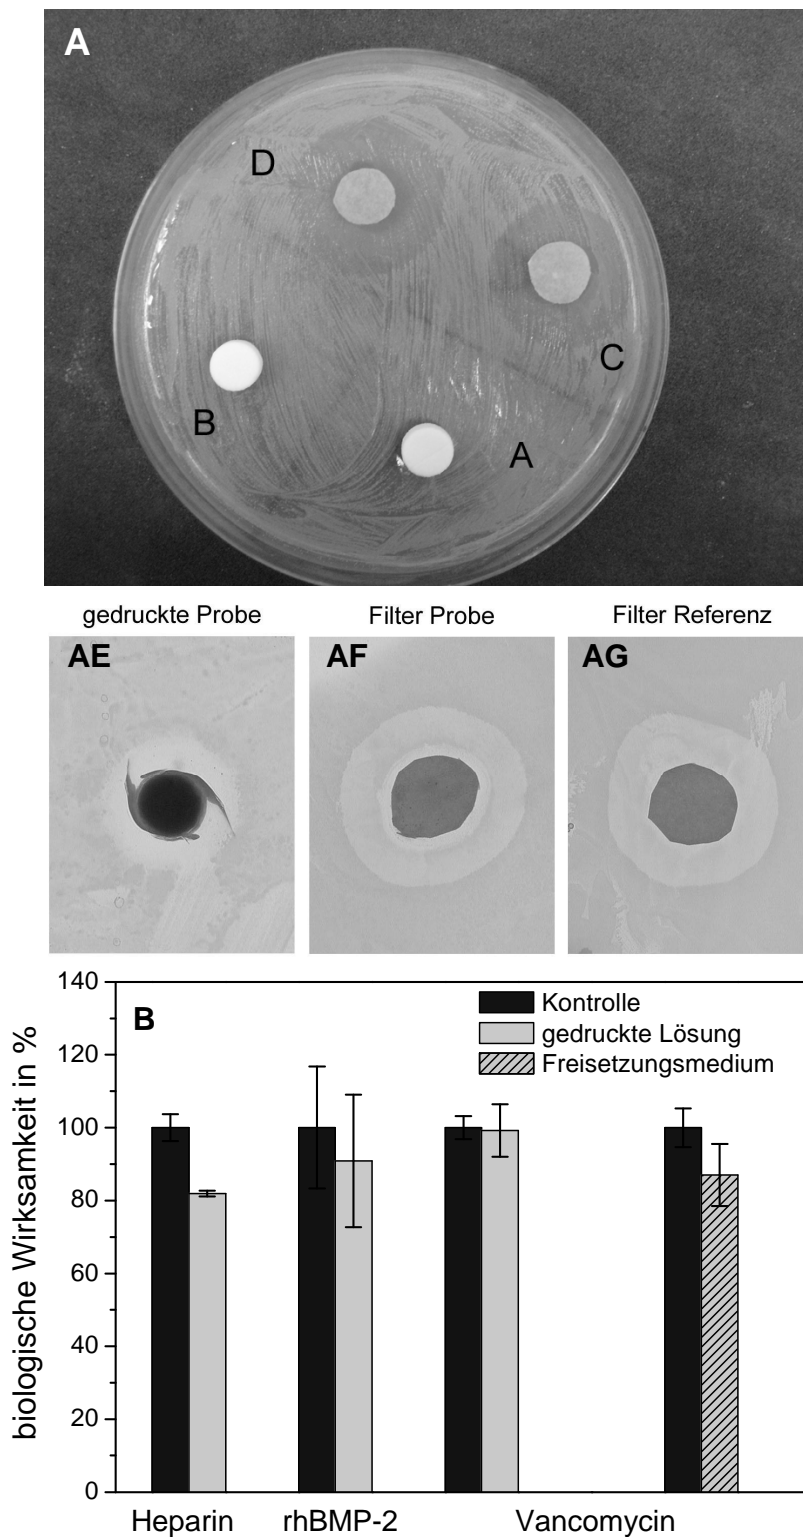 A
D
C
B
A
gedruckte Probe
Filter Probe
Filter Referenz
AE
AF
AG
B
Kontrolle
gedruckte Lösung
Freisetzungsmedium
biologische Wirksamkeit in %
140
120
100
80
60
40
20
0
Heparin
rhBMP-2
Vancomycin